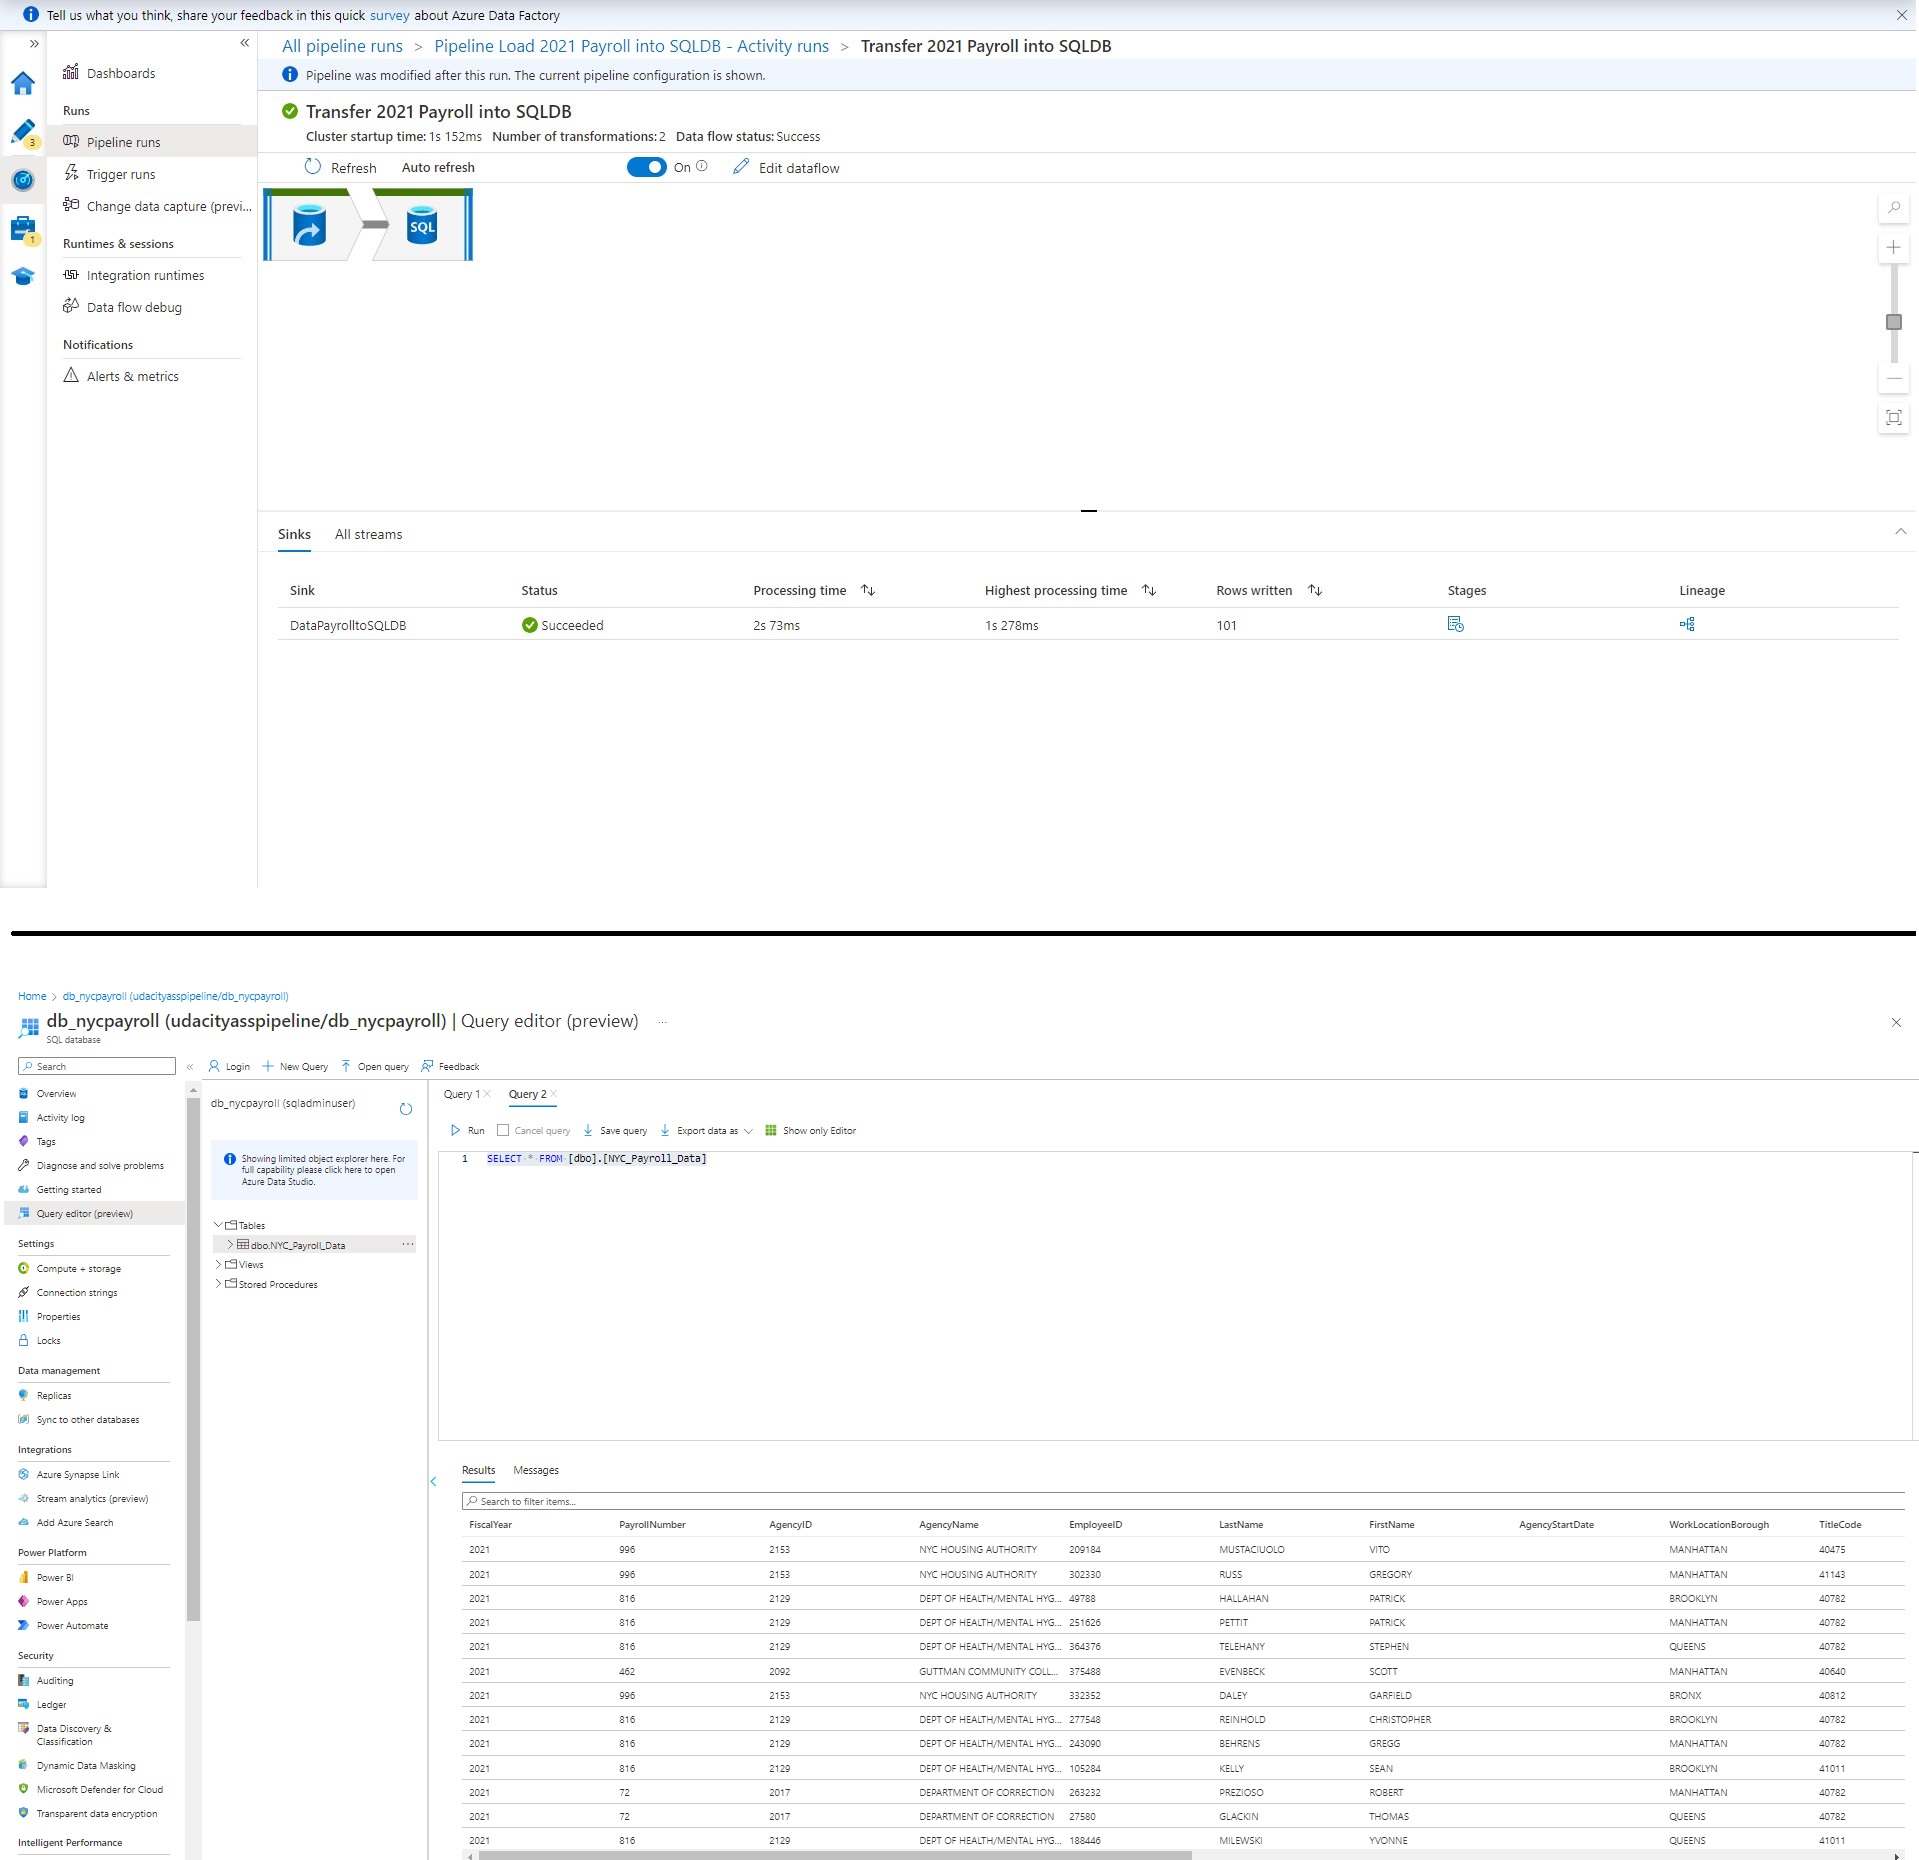 Tell us what you think, share your feedback in this quick survey about Azure Data Factory
Dashboards
Runs
Pipeline runs
Trigger runs
Change data capture (previ...
Runtimes & sessions
Integration runtimes
Data flow debug
Notifications
Alerts & metrics
3
1
All pipeline runs > Pipeline Load 2021 Payroll into SQLDB - Activity runs > Transfer 2021 Payroll into SQLDB
Pipeline was modified after this run. The current pipeline configuration is shown.
Transfer 2021 Payroll into SQLDB
Cluster startup time: 1s 152ms Number of transformations: 2 Data flow status: Success
Refresh Auto refresh On Edit dataflow
SQL
Sinks All streams
Sink Status Processing time Highest processing time Rows written Stages Lineage
DataPayrolltoSQLDB Succeeded 2s 73ms 1s 278ms 101
Home > db_nycpayroll (udacityasspipeline/db_nycpayroll)
db_nycpayroll (udacityasspipeline/db_nycpayroll) | Query editor (preview) ...
SQL database
Search
Overview
Activity log
Tags
Diagnose and solve problems
Getting started
Query editor (preview)
Settings
Compute + storage
Connection strings
Properties
Locks
Data management
Replicas
Sync to other databases
Integrations
Azure Synapse Link
Stream analytics (preview)
Add Azure Search
Power Platform
Power BI
Power Apps
Power Automate
Security
Auditing
Ledger
Data Discovery &
Classification
Dynamic Data Masking
Microsoft Defender for Cloud
Transparent data encryption
Intelligent Performance
Login New Query Open query Feedback
db_nycpayroll (sqladminuser)
Showing limited object explorer here. For
full capability please click here to open
Azure Data Studio.
Tables
dbo.NYC_Payroll_Data ...
Views
Stored Procedures
Query 1 Query 2
Run Cancel query Save query Export data as Show only Editor
1 SELECT * FROM [dbo].[NYC_Payroll_Data]
Results Messages
Search to filter items...
FiscalYear PayrollNumber AgencyID AgencyName EmployeeID LastName FirstName AgencyStartDate WorkLocationBorough TitleCode
2021 996 2153 NYC HOUSING AUTHORITY 209184 MUSTACIUOLO VITO MANHATTAN 40475
2021 996 2153 NYC HOUSING AUTHORITY 302330 RUSS GREGORY MANHATTAN 41143
2021 816 2129 DEPT OF HEALTH/MENTAL HYG... 49788 HALLAHAN PATRICK BROOKLYN 40782
2021 816 2129 DEPT OF HEALTH/MENTAL HYG... 251626 PETTIT PATRICK MANHATTAN 40782
2021 816 2129 DEPT OF HEALTH/MENTAL HYG... 364376 TELEHANY STEPHEN QUEENS 40782
2021 462 2092 GUTTMAN COMMUNITY COLL... 375488 EVENBECK SCOTT MANHATTAN 40640
2021 996 2153 NYC HOUSING AUTHORITY 332352 DALEY GARFIELD BRONX 40812
2021 816 2129 DEPT OF HEALTH/MENTAL HYG... 277548 REINHOLD CHRISTOPHER BROOKLYN 40782
2021 816 2129 DEPT OF HEALTH/MENTAL HYG... 243090 BEHRENS GREGG MANHATTAN 40782
2021 816 2129 DEPT OF HEALTH/MENTAL HYG... 105284 KELLY SEAN BROOKLYN 41011
2021 72 2017 DEPARTMENT OF CORRECTION 263232 PREZIOSO ROBERT MANHATTAN 40782
2021 72 2017 DEPARTMENT OF CORRECTION 27580 GLACKIN THOMAS QUEENS 40782
2021 816 2129 DEPT OF HEALTH/MENTAL HYG... 188446 MILEWSKI YVONNE QUEENS 41011